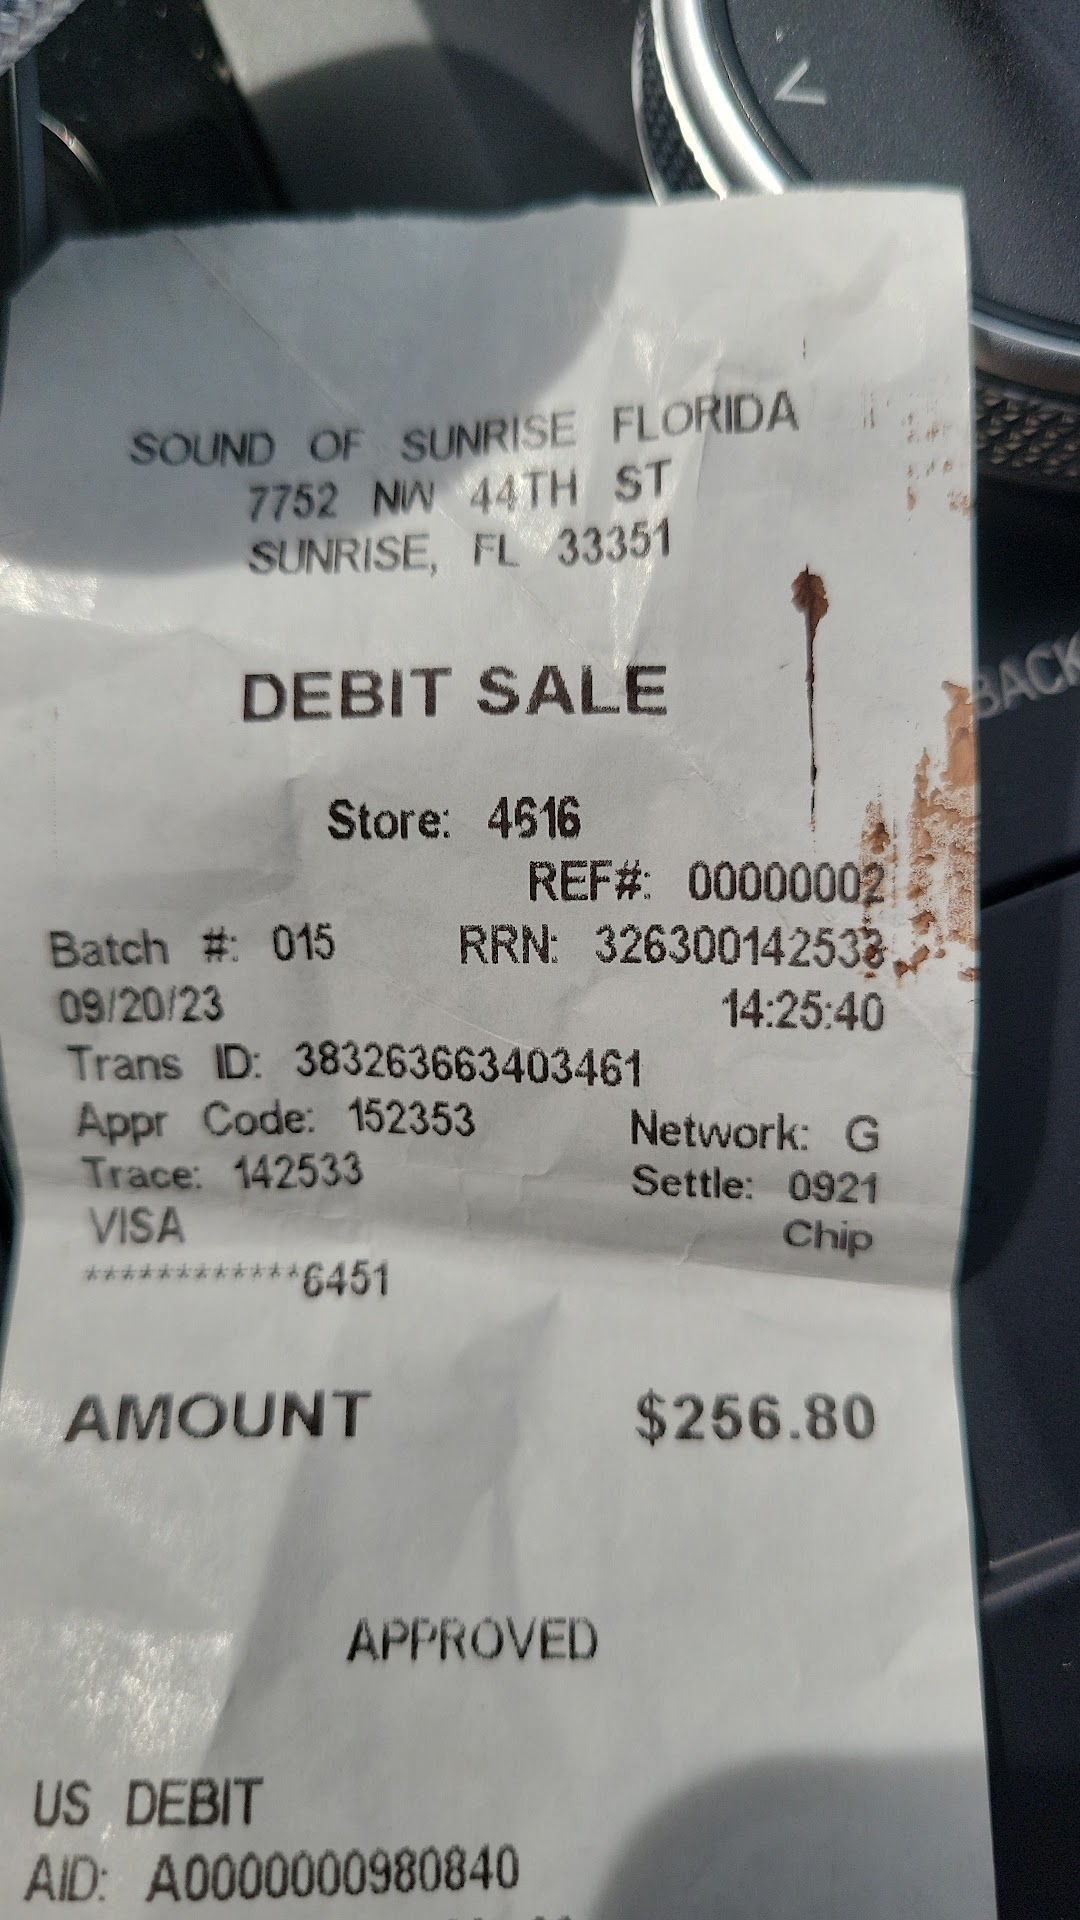 SOUND OF SUNRISE FLORIDA
7752 NW 44TH ST
SUNRISE, FL 33351
DEBIT SALE
Store: 4616
REF#: 00000002
Batch #: 015 RRN: 326300142533
09/20/23 14:25:40
Trans ID: 383263663403461
Appr Code: 152353 Network: G
Trace: 142533 Settle: 0921
VISA Chip
************6451
AMOUNT $256.80
APPROVED
US DEBIT
AID: A0000000980840
BACK